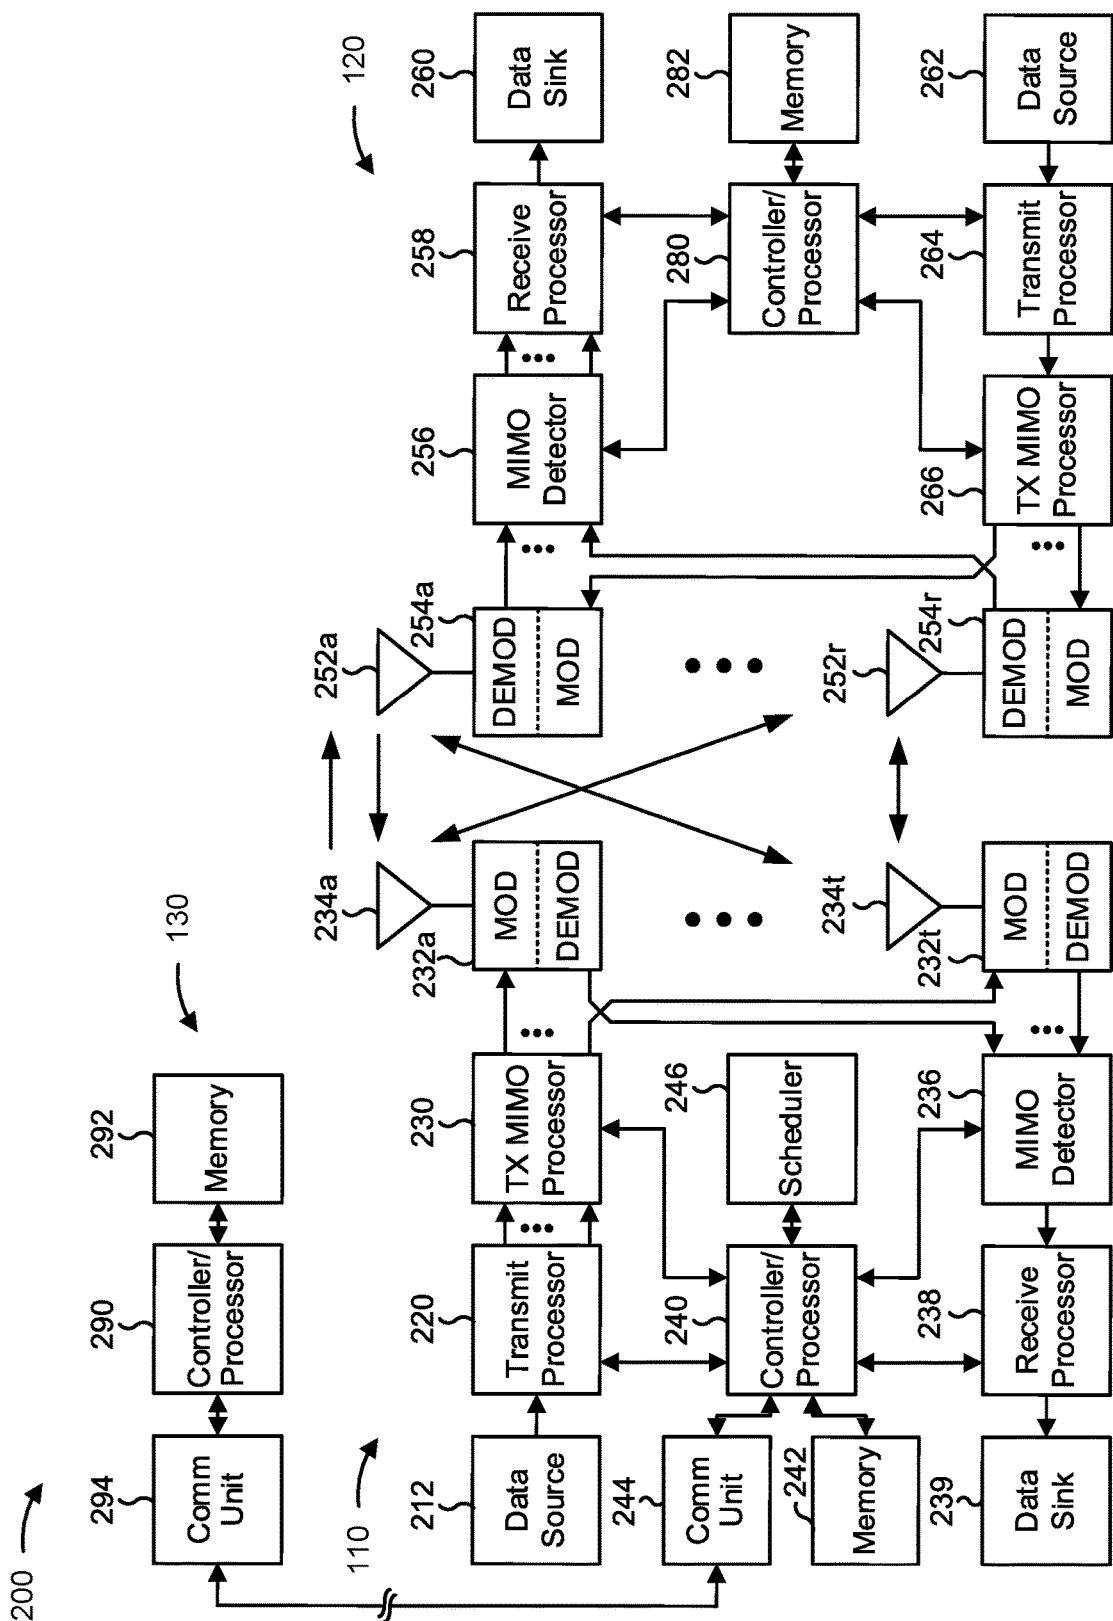 200
130
294
Comm
Unit
290
Controller/
Processor
292
Memory
110
120
212
Data
Source
220
Transmit
Processor
230
TX MIMO
Processor
232a
MOD
DEMOD
234a
252a
254a
DEMOD
MOD
256
MIMO
Detector
258
Receive
Processor
260
Data
Sink
244
Comm
Unit
242
Memory
240
Controller/
Processor
246
Scheduler
280
Controller/
Processor
282
Memory
239
Data
Sink
238
Receive
Processor
236
MIMO
Detector
232t
MOD
DEMOD
234t
252r
254r
DEMOD
MOD
266
TX MIMO
Processor
264
Transmit
Processor
262
Data
Source